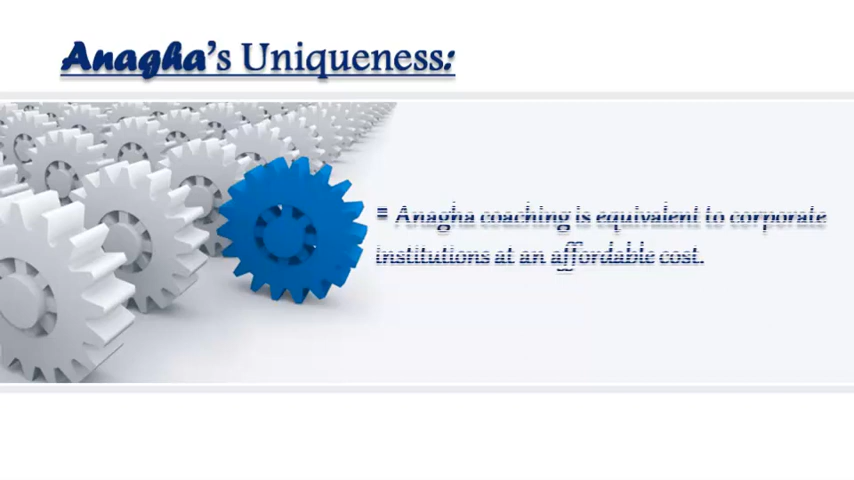 Anagha's Uniqueness:
▪ Anagha coaching is equivalent to corporate
institutions at an affordable cost.